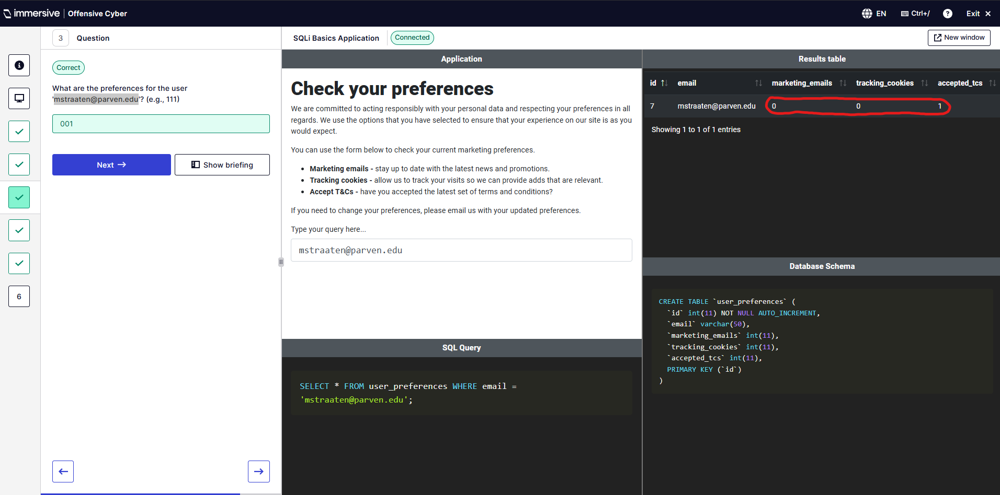 immersive Offensive Cyber
EN Ctrl+/ ? Exit
3 Question
Correct
What are the preferences for the user
'mstraaten@parven.edu'? (e.g., 111)
001
Next → Show briefing
6
SQLi Basics Application Connected New window
Application
Check your preferences
We are committed to acting responsibly with your personal data and respecting your preferences in all
regards. We use the options that you have selected to ensure that your experience on our site is as you
would expect.
You can use the form below to check your current marketing preferences.
• Marketing emails - stay up to date with the latest news and promotions.
• Tracking cookies - allow us to track your visits so we can provide adds that are relevant.
• Accept T&Cs - have you accepted the latest set of terms and conditions?
If you need to change your preferences, please email us with your updated preferences.
Type your query here...
mstraaten@parven.edu
SQL Query
SELECT * FROM user_preferences WHERE email =
'mstraaten@parven.edu';
Results table
id email marketing_emails tracking_cookies accepted_tcs
7 mstraaten@parven.edu 0 0 1
Showing 1 to 1 of 1 entries
Database Schema
CREATE TABLE `user_preferences` (
`id` int(11) NOT NULL AUTO_INCREMENT,
`email` varchar(50),
`marketing_emails` int(11),
`tracking_cookies` int(11),
`accepted_tcs` int(11),
PRIMARY KEY (`id`)
)